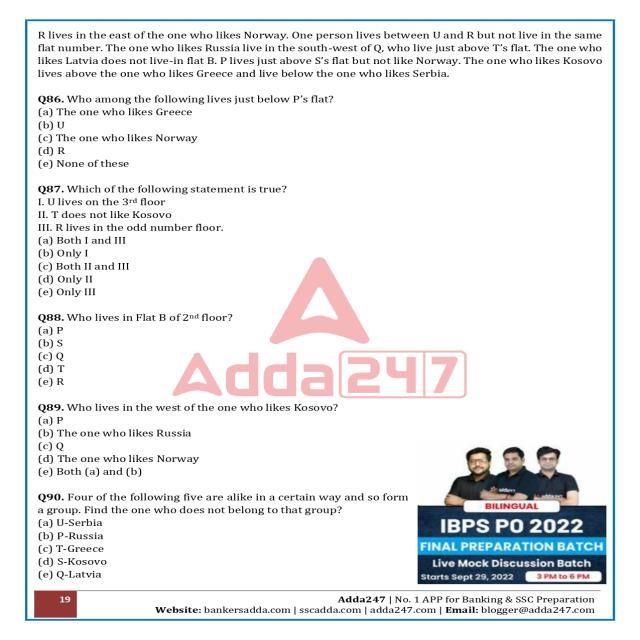 R lives in the east of the one who likes Norway. One person lives between U and R but not live in the same
flat number. The one who likes Russia live in the south-west of Q, who live just above T's flat. The one who
likes Latvia does not live-in flat B. P lives just above S's flat but not like Norway. The one who likes Kosovo
lives above the one who likes Greece and live below the one who likes Serbia.
Q86. Who among the following lives just below P's flat?
(a) The one who likes Greece
(b) U
(c) The one who likes Norway
(d) R
(e) None of these
Q87. Which of the following statement is true?
I. U lives on the 3rd floor
II. T does not like Kosovo
III. R lives in the odd number floor.
(a) Both I and III
(b) Only I
(c) Both II and III
(d) Only II
(e) Only III
Q88. Who lives in Flat B of 2nd floor?
(a) P
(b) S
(c) Q
(d) T
(e) R
Adda247
Q89. Who lives in the west of the one who likes Kosovo?
(a) P
(b) The one who likes Russia
(c) Q
(d) The one who likes Norway
(e) Both (a) and (b)
Q90. Four of the following five are alike in a certain way and so form
a group. Find the one who does not belong to that group?
(a) U-Serbia
(b) P-Russia
(c) T-Greece
(d) S-Kosovo
(e) Q-Latvia
BILINGUAL
IBPS PO 2022
FINAL PREPARATION BATCH
Live Mock Discussion Batch
Starts Sept 29, 2022 3 PM to 6 PM
19
Adda247 | No. 1 APP for Banking & SSC Preparation
Website: bankersadda.com | sscadda.com | adda247.com | Email: blogger@adda247.com